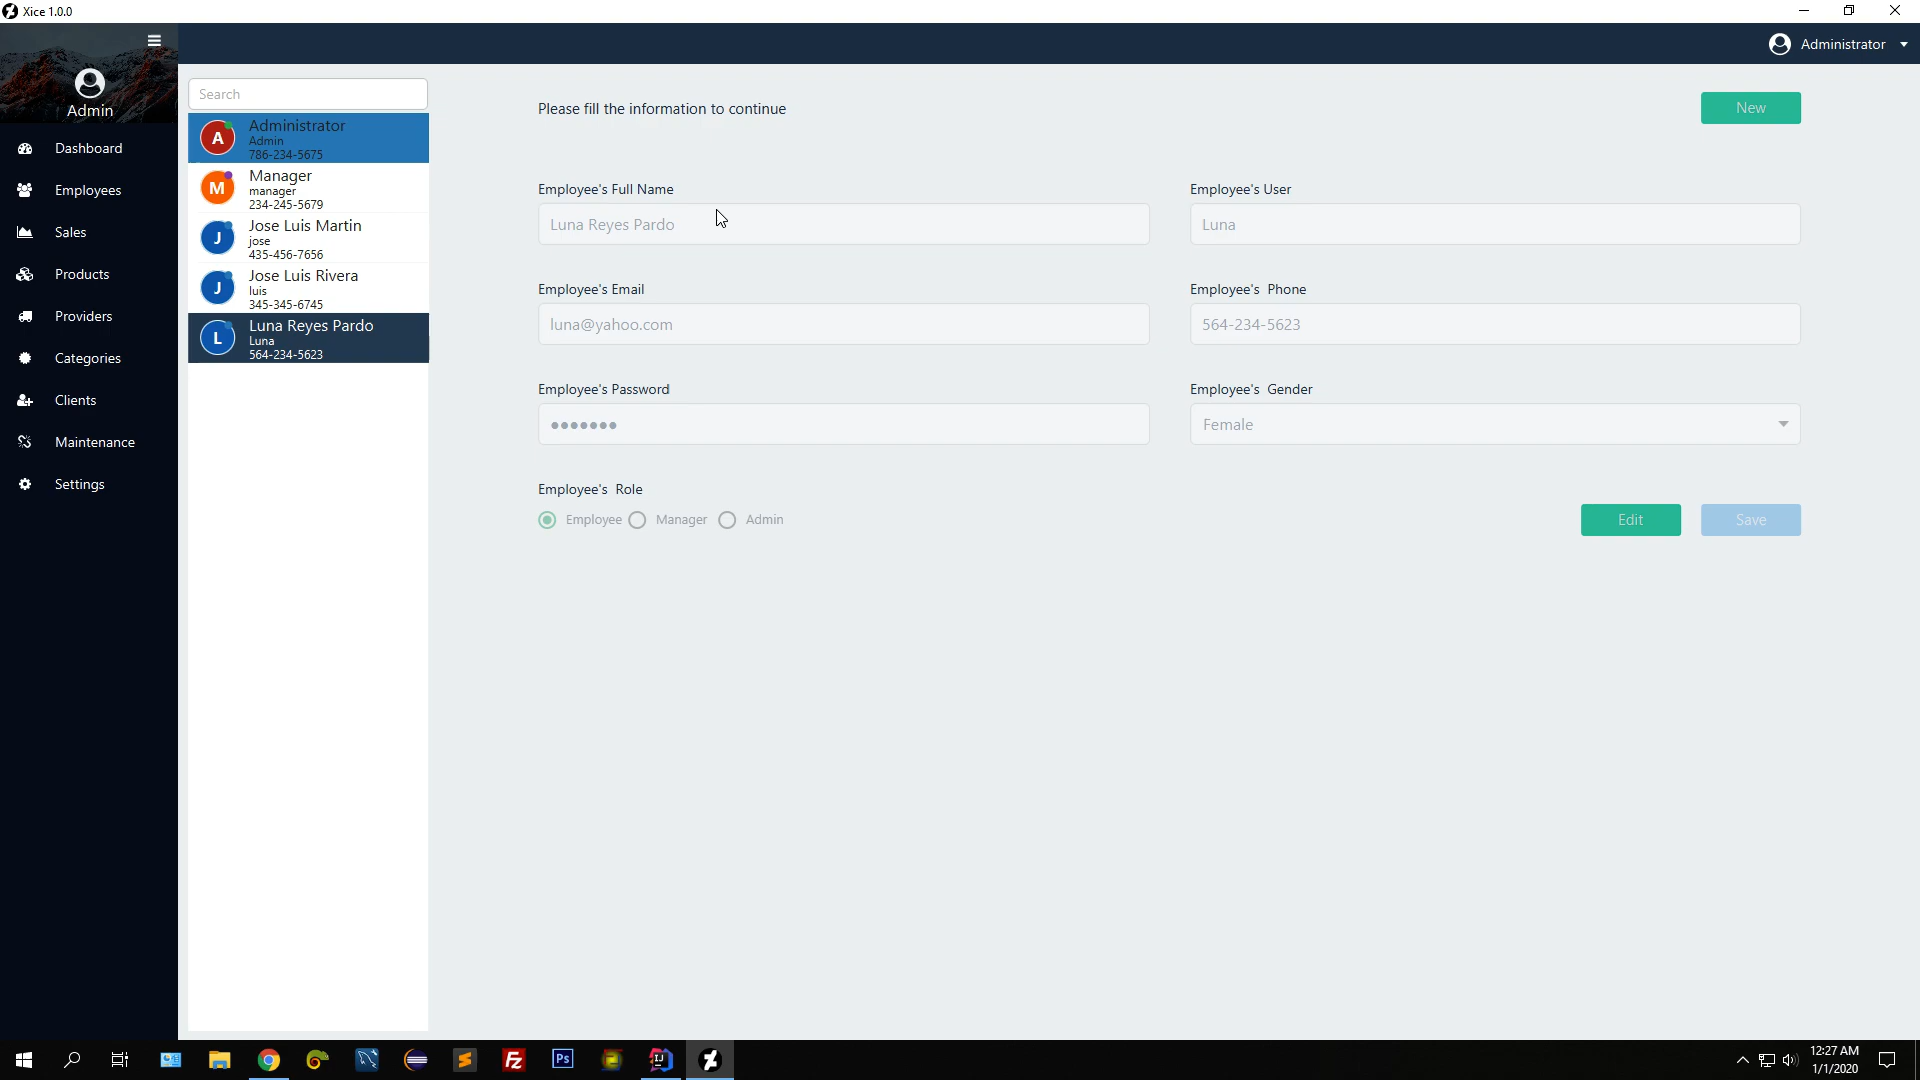 Xice 1.0.0
Administrator
Admin
Dashboard
Employees
Sales
Products
Providers
Categories
Clients
Maintenance
Settings
Search
A
Administrator
Admin
786-234-5675
M
Manager
manager
234-245-5679
J
Jose Luis Martin
jose
435-456-7656
J
Jose Luis Rivera
luis
345-345-6745
L
Luna Reyes Pardo
Luna
564-234-5623
Please fill the information to continue
New
Employee's Full Name
Employee's User
Luna Reyes Pardo
Luna
Employee's Email
Employee's Phone
luna@yahoo.com
564-234-5623
Employee's Password
Employee's Gender
•••••••
Female
Employee's Role
Employee Manager Admin
Edit
Save
Fz
Ps
IJ
12:27 AM
1/1/2020